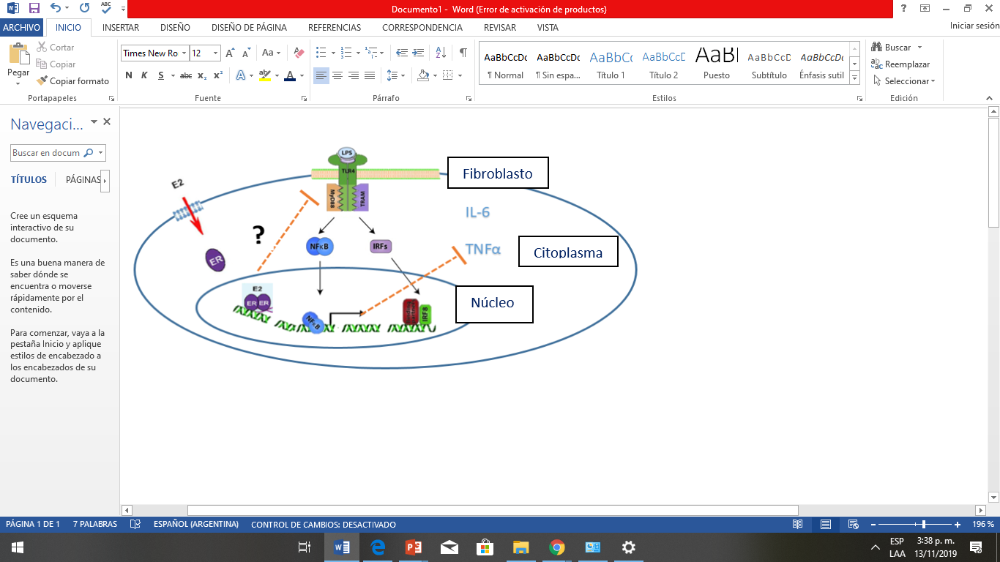 Documento1 - Word (Error de activación de productos)
ARCHIVO INICIO INSERTAR DISEÑO DISEÑO DE PÁGINA REFERENCIAS CORRESPONDENCIA REVISAR VISTA Iniciar sesión
Pegar
Cortar
Copiar
Copiar formato
Portapapeles
Times New Ro 12
Aa
N K S abc x₂ x²
Fuente
Párrafo
AaBbCcDc AaBbCcDc AaBbCc AaBbCcD AaB AaBbCcD AaBbCcDc
¶ Normal ¶ Sin espa... Título 1 Título 2 Puesto Subtítulo Énfasis sutil
Estilos
Buscar
Reemplazar
Seleccionar
Edición
Navegaci...
Buscar en docum
TÍTULOS PÁGINAS
Cree un esquema
interactivo de su
documento.
Es una buena manera de
saber dónde se
encuentra o moverse
rápidamente por el
contenido.
Para comenzar, vaya a la
pestaña Inicio y aplique
estilos de encabezado a
los encabezados de su
documento.
LPS
TLR4
MyD88
TRAM
Fibroblasto
E2
IL-6
?
NFκB
IRFs
TNFα
Citoplasma
ER
E2
ER ER
Núcleo
NFκB
IRF8
PÁGINA 1 DE 1 7 PALABRAS ESPAÑOL (ARGENTINA) CONTROL DE CAMBIOS: DESACTIVADO 196 %
ESP 3:38 p. m.
LAA 13/11/2019